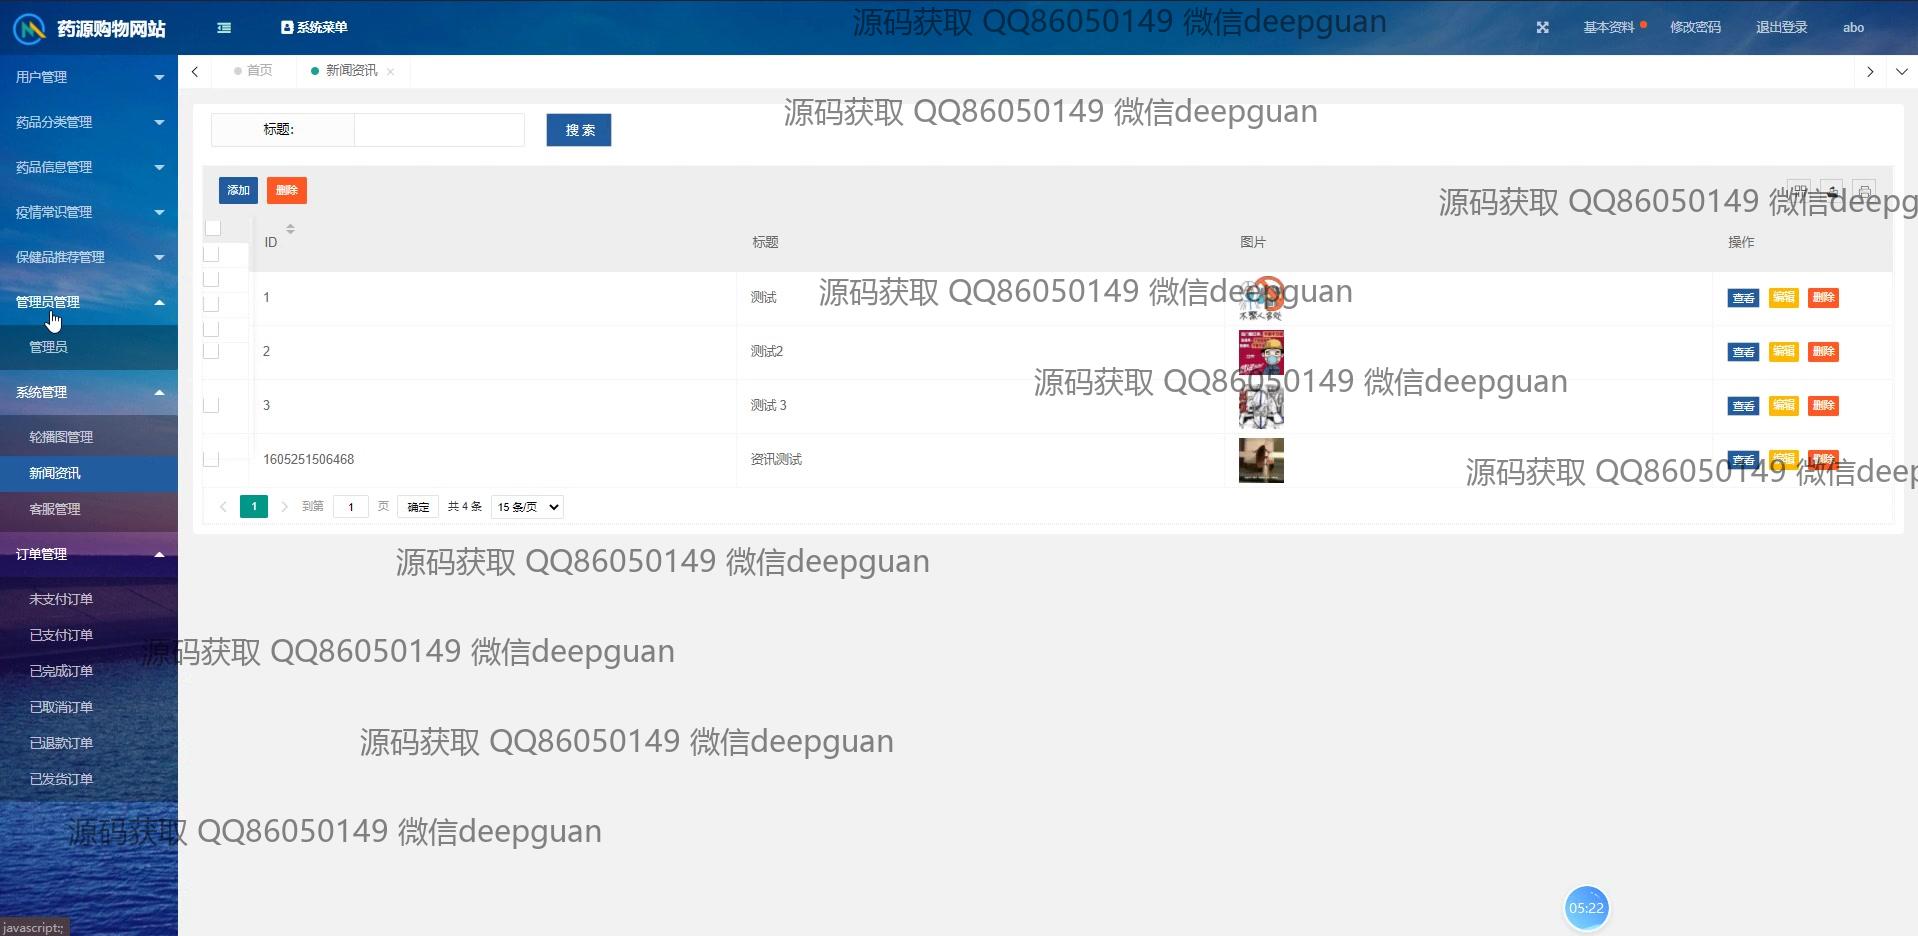 药源购物网站
系统菜单
源码获取 QQ86050149 微信deepguan
基本资料
修改密码
退出登录
abo
用户管理
首页
新闻资讯
药品分类管理
标题:
搜 索
源码获取 QQ86050149 微信deepguan
药品信息管理
添加
删除
源码获取 QQ86050149 微信deepg
疫情常识管理
ID
标题
图片
操作
保健品推荐管理
源码获取 QQ86050149 微信deepguan
1
测试
不聚人多处
查看
编辑
删除
管理员管理
管理员
2
测试2
查看
编辑
删除
源码获取 QQ86050149 微信deepguan
系统管理
3
测试 3
查看
编辑
删除
轮播图管理
1605251506468
资讯测试
查看
编辑
删除
源码获取 QQ86050149 微信deep
新闻资讯
客服管理
1
到第
1
页
确定
共 4 条
15 条/页
订单管理
源码获取 QQ86050149 微信deepguan
未支付订单
已支付订单
源码获取 QQ86050149 微信deepguan
已完成订单
已取消订单
已退款订单
源码获取 QQ86050149 微信deepguan
已发货订单
源码获取 QQ86050149 微信deepguan
05:22
javascript:;